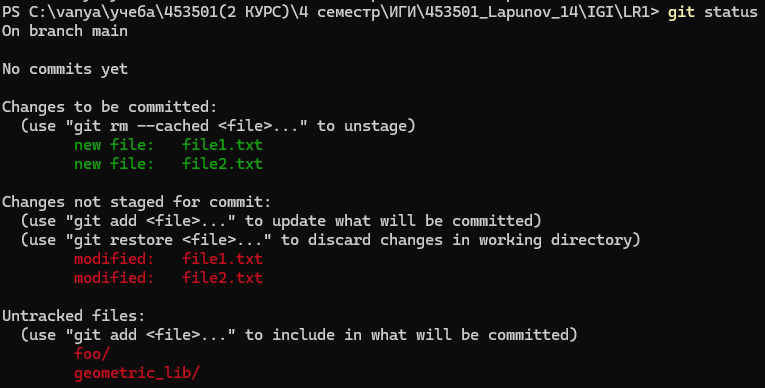 PS C:\vanya\учеба\453501(2 КУРС)\4 семестр\ИГИ\453501_Lapunov_14\IGI\LR1> git status
On branch main
No commits yet
Changes to be committed:
(use "git rm --cached <file>..." to unstage)
new file: file1.txt
new file: file2.txt
Changes not staged for commit:
(use "git add <file>..." to update what will be committed)
(use "git restore <file>..." to discard changes in working directory)
modified: file1.txt
modified: file2.txt
Untracked files:
(use "git add <file>..." to include in what will be committed)
foo/
geometric_lib/